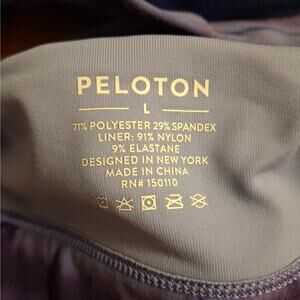 PELOTON
L
71% POLYESTER 29% SPANDEX
LINER: 91% NYLON
9% ELASTANE
DESIGNED IN NEW YORK
MADE IN CHINA
RN# 150110